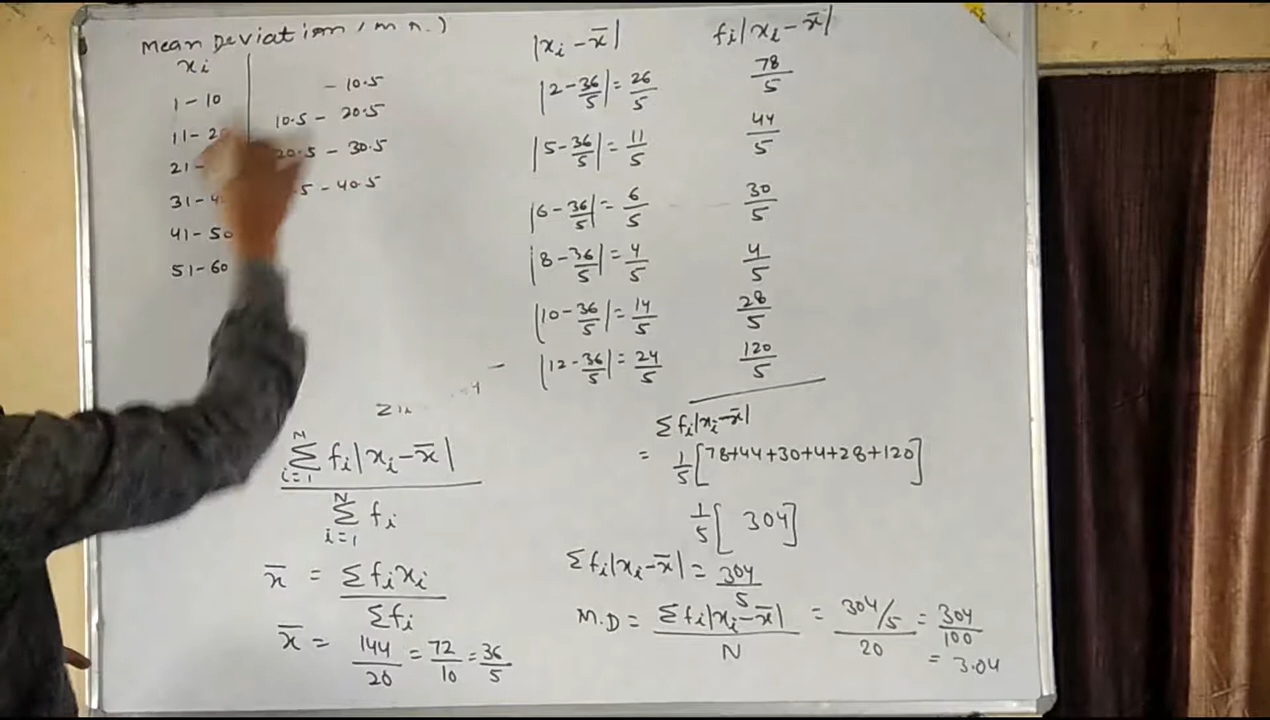 Mean Deviation / M n.)
xi
1 - 10
- 10.5
11 - 2
10.5 - 20.5
21 -
20.5 - 30.5
31 - 4
.5 - 40.5
41 - 50
51 - 60
|xi - x̄|
fi|xi - x̄|
|2 - 36/5| = 26/5
78/5
|5 - 36/5| = 11/5
44/5
|6 - 36/5| = 6/5
30/5
|8 - 36/5| = 4/5
4/5
|10 - 36/5| = 14/5
28/5
|12 - 36/5| = 24/5
120/5
N Σ i=1 fi|xi - x̄|
N Σ i=1 fi
x̄ = Σfixi / Σfi
x̄ = 144/20 = 72/10 = 36/5
Σfi|xi - x̄|
= 1/5 [78+44+30+4+28+120]
1/5 [304]
Σfi|xi - x̄| = 304/5
M.D = Σfi|xi - x̄| / N = 304/5 / 20 = 304/100
= 3.04